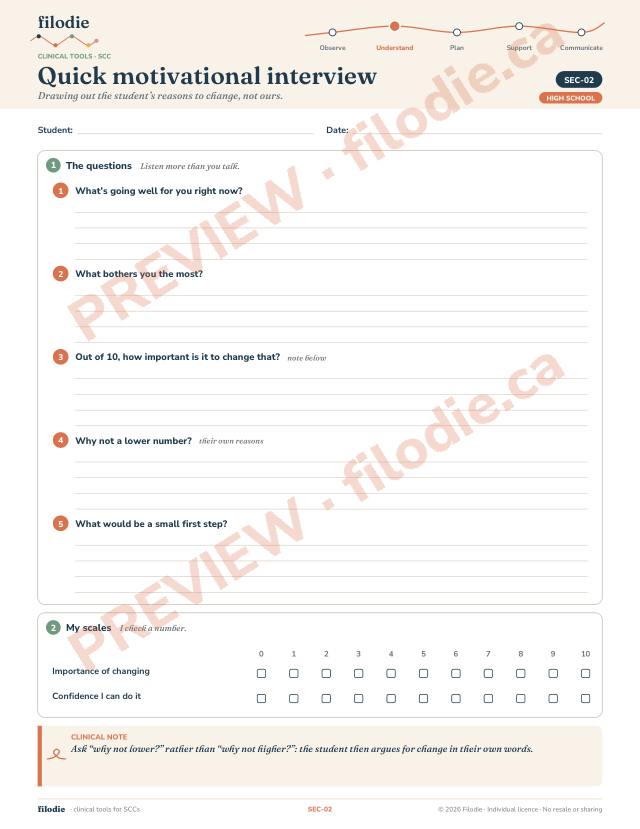 filodie
Observe Understand Plan Support Communicate
CLINICAL TOOLS · SCC
Quick motivational interview
SEC-02
Drawing out the student's reasons to change, not ours.
HIGH SCHOOL
Student: Date:
1 The questions Listen more than you talk.
1 What's going well for you right now?
2 What bothers you the most?
3 Out of 10, how important is it to change that? note below
4 Why not a lower number? their own reasons
5 What would be a small first step?
PREVIEW · filodie.ca
PREVIEW · filodie.ca
2 My scales I check a number.
0 1 2 3 4 5 6 7 8 9 10
Importance of changing
Confidence I can do it
CLINICAL NOTE
Ask “why not lower?” rather than “why not higher?”: the student then argues for change in their own words.
filodie · clinical tools for SCCs SEC-02 © 2026 Filodie · Individual licence · No resale or sharing